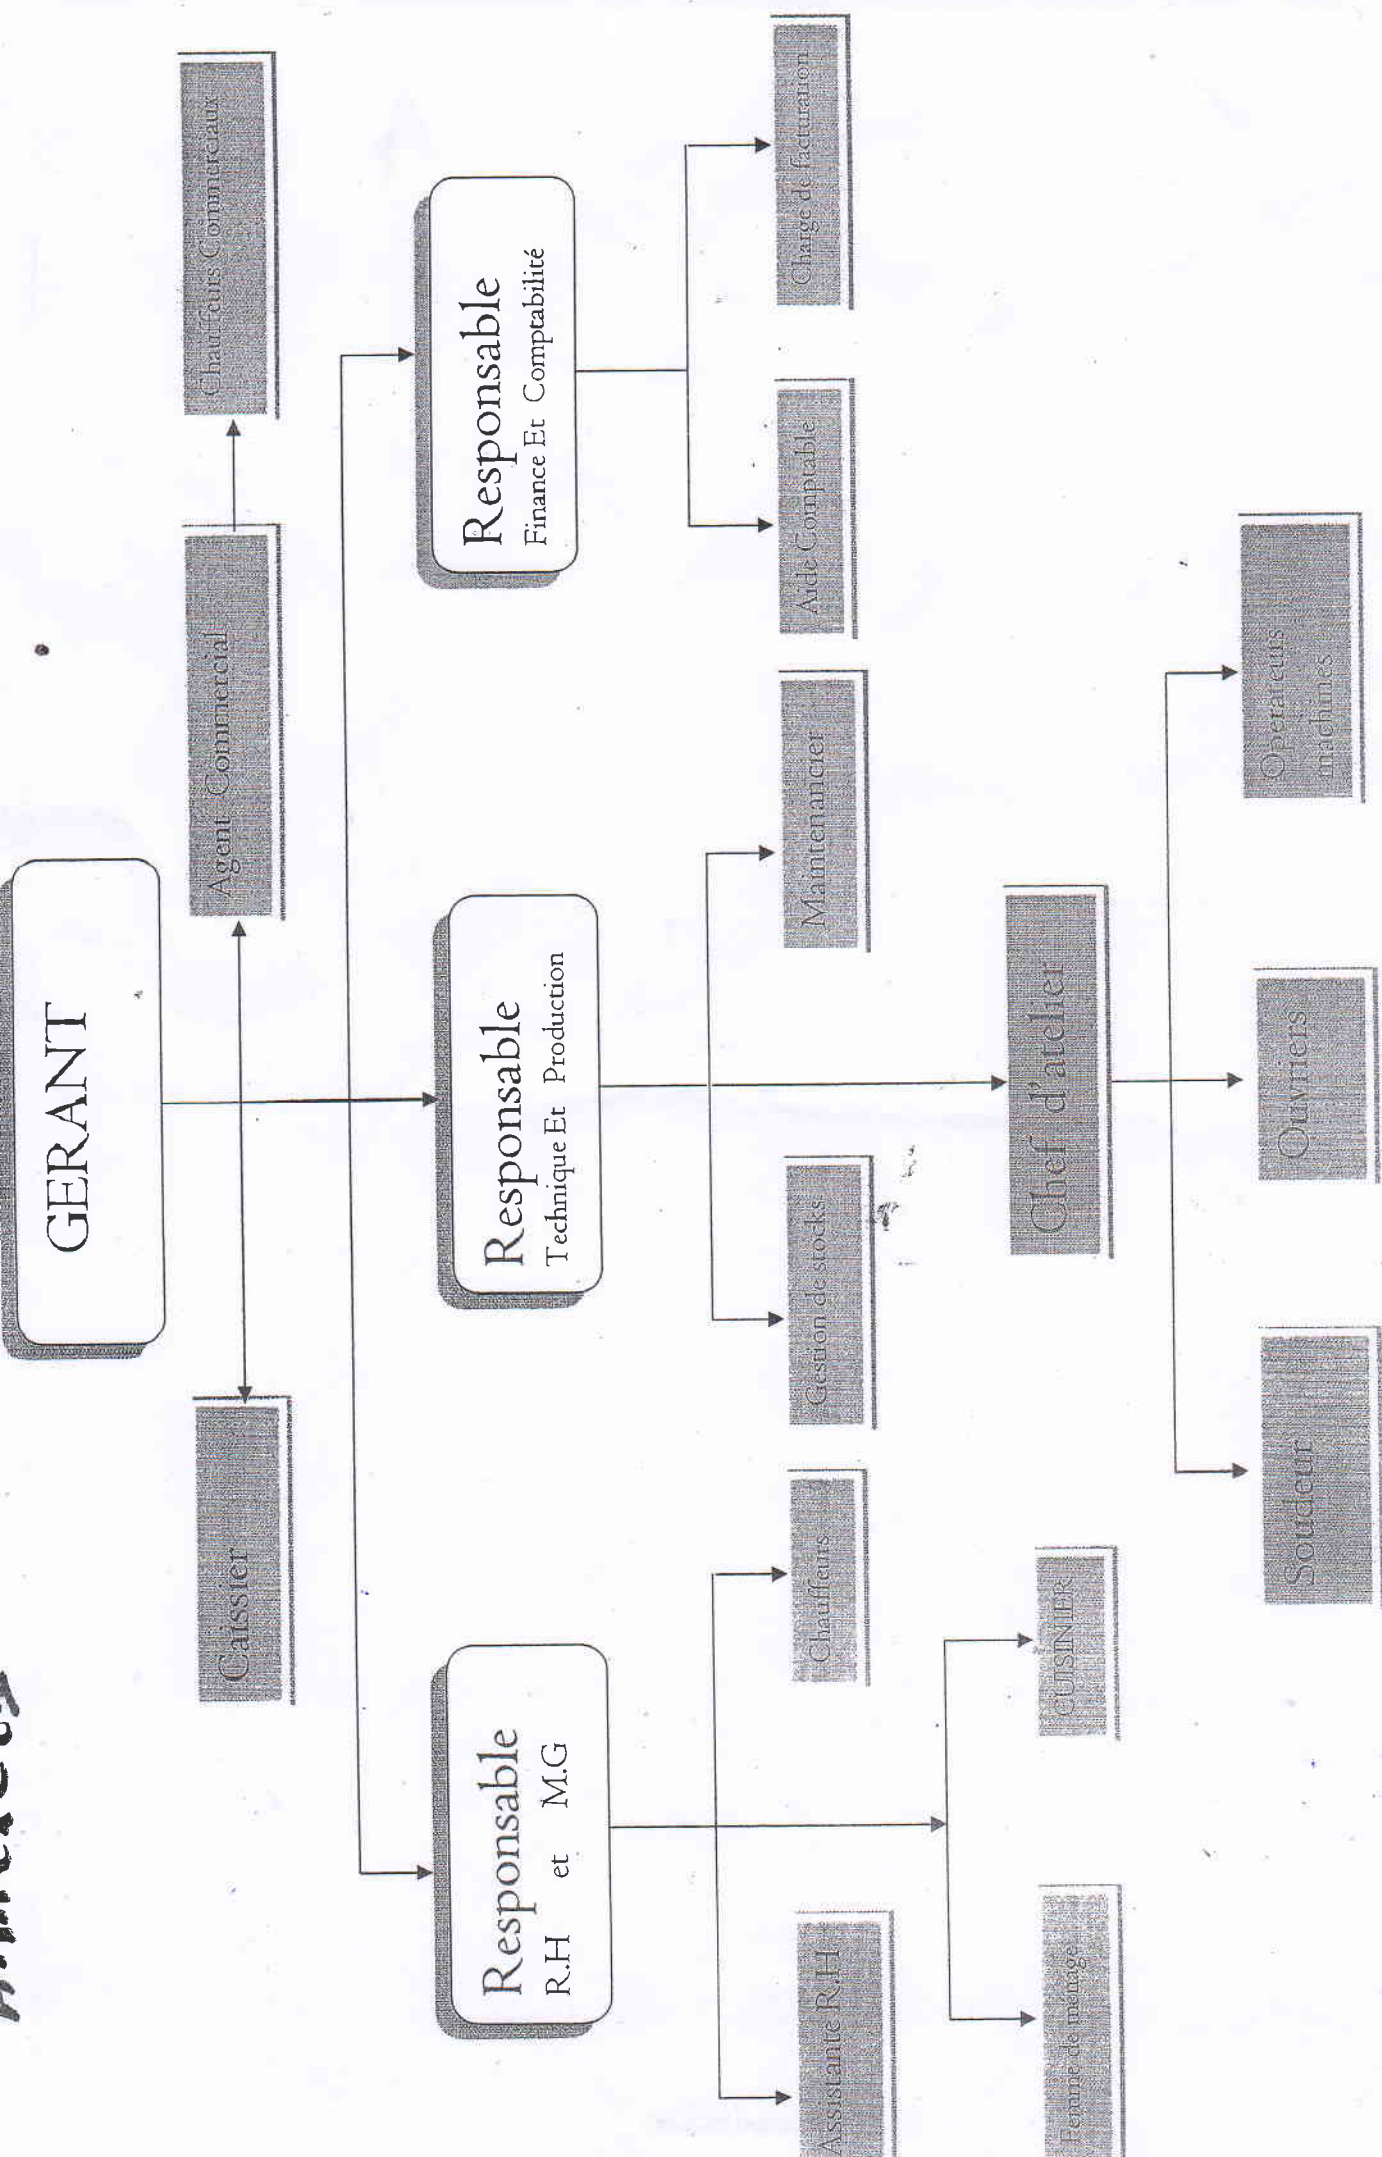 GERANT
Caissier
Agent Commercial
Chauffeurs Commerciaux
Responsable
R.H et M.G
Responsable
Technique Et Production
Responsable
Finance Et Comptabilité
Assistante R.H
Chauffeurs
Gestion de stocks
Maintenancier
Aide Comptable
Charge de facturation
Femme de ménage
CUISINIER
Chef d'atelier
Soudeur
Ouvriers
Operateurs
machines